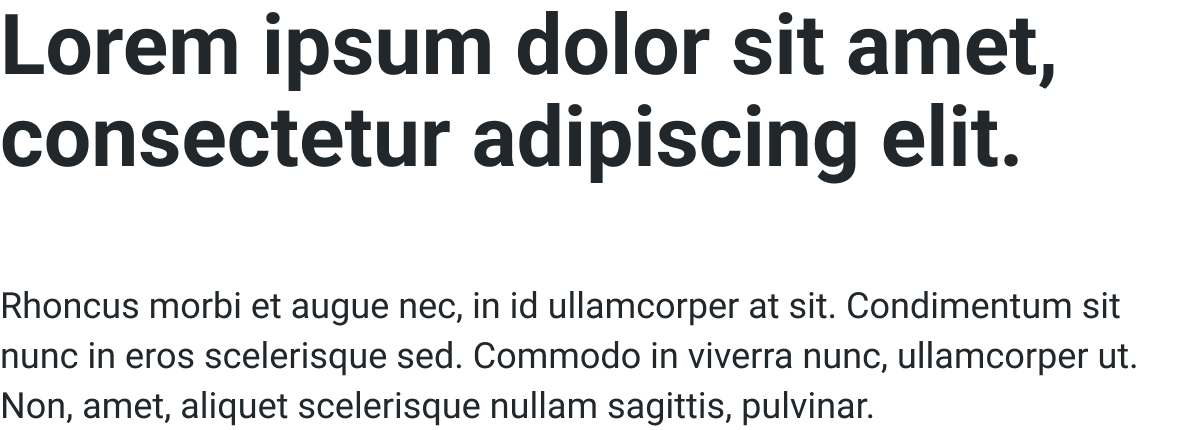 Lorem ipsum dolor sit amet,
consectetur adipiscing elit.
Rhoncus morbi et augue nec, in id ullamcorper at sit. Condimentum sit
nunc in eros scelerisque sed. Commodo in viverra nunc, ullamcorper ut.
Non, amet, aliquet scelerisque nullam sagittis, pulvinar.